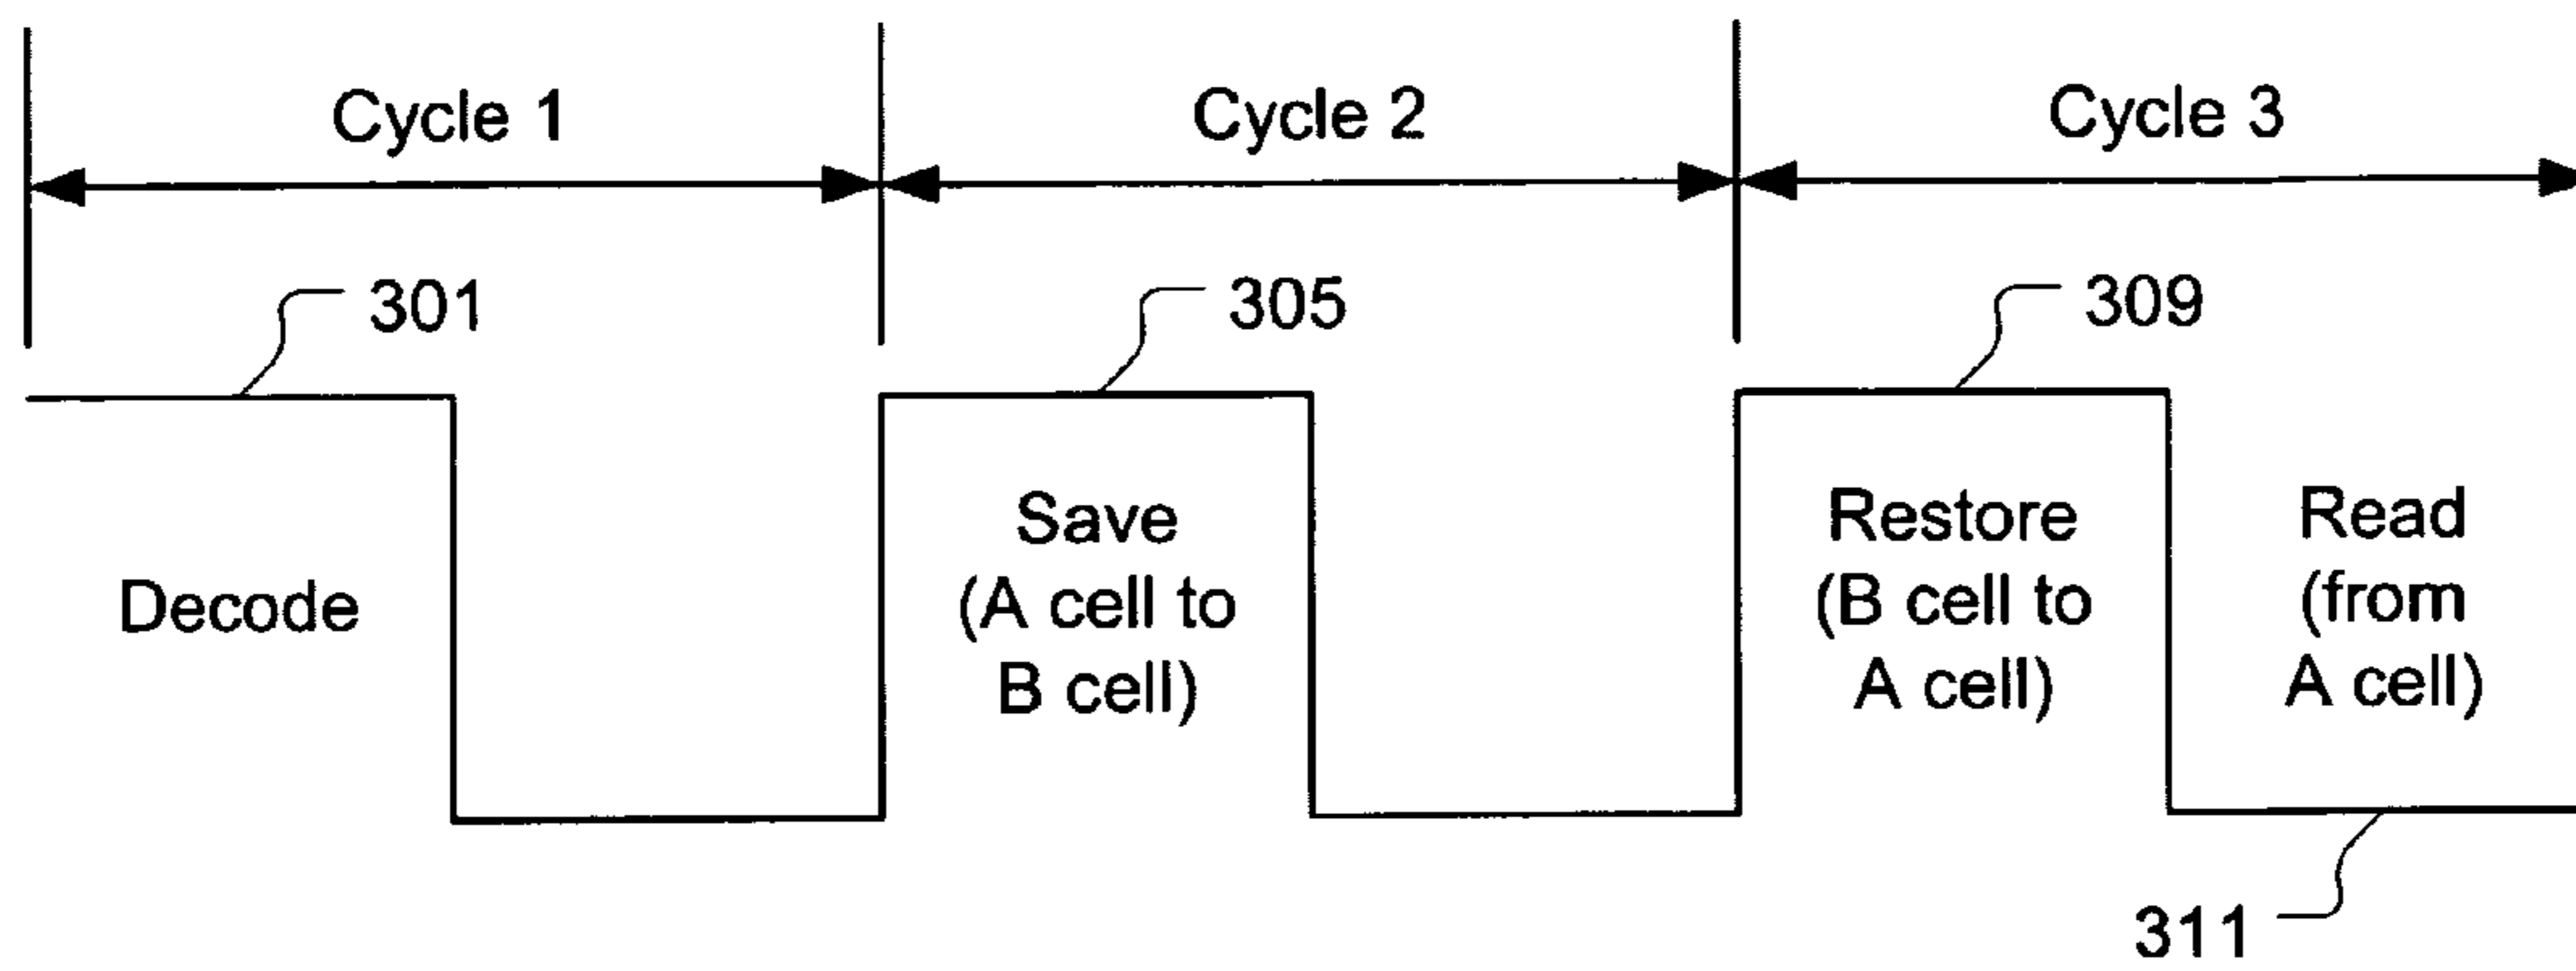 Cycle 1
Cycle 2
Cycle 3
301
305
309
Decode
Save
(A cell to
B cell)
Restore
(B cell to
A cell)
Read
(from
A cell)
311